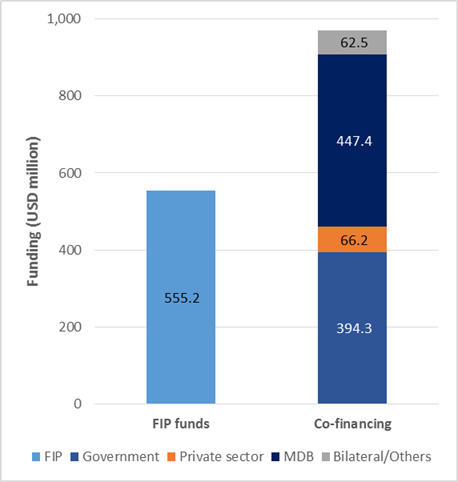 Funding (USD million)
1,000
800
600
400
200
0
555.2
62.5
447.4
66.2
394.3
FIP funds
Co-financing
FIP Government Private sector MDB Bilateral/Others